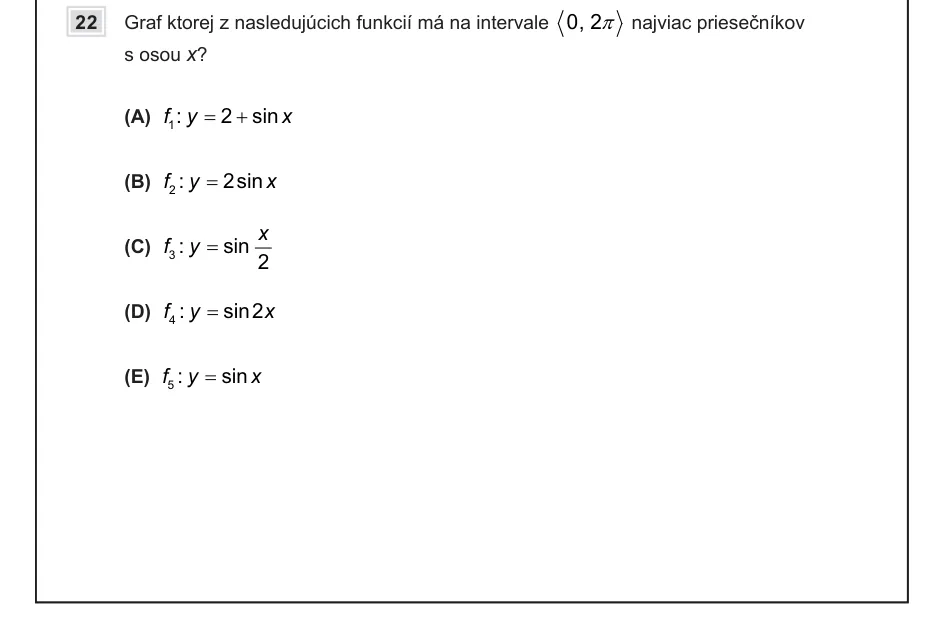 22 Graf ktorej z nasledujúcich funkcií má na intervale ⟨0, 2π⟩ najviac priesečníkov
s osou x?
(A) f₁: y = 2 + sin x
(B) f₂: y = 2 sin x
(C) f₃: y = sin x/2
(D) f₄: y = sin 2x
(E) f₅: y = sin x